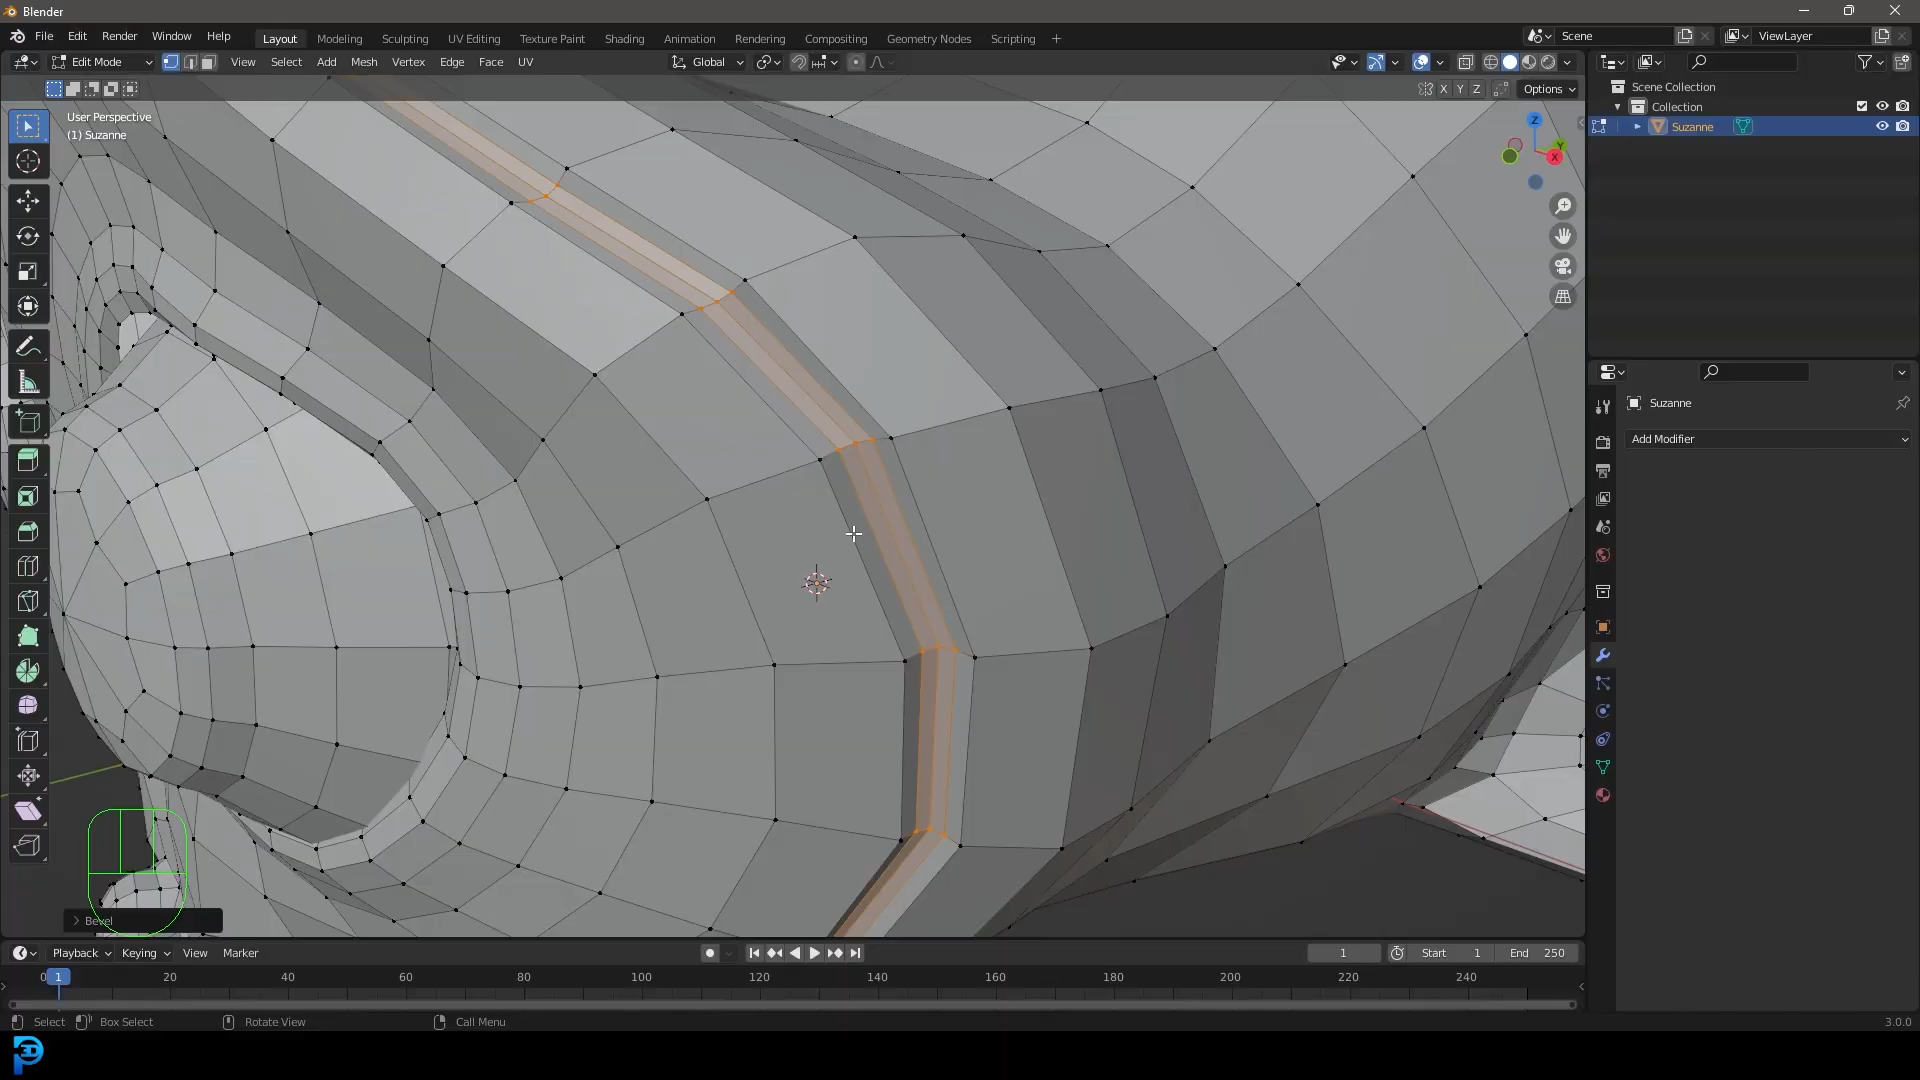 Blender
File Edit Render Window Help
Layout Modeling Sculpting UV Editing Texture Paint Shading Animation Rendering Compositing Geometry Nodes Scripting +
Scene
ViewLayer
Edit Mode View Select Add Mesh Vertex Edge Face UV
Global
X Y Z Options
User Perspective
(1) Suzanne
Z
Y
X
Scene Collection
Collection
Suzanne
Suzanne
Add Modifier
Bevel
Playback Keying View Marker
1 Start 1 End 250
0 1 20 40 60 80 100 120 140 160 180 200 220 240
Select Box Select Rotate View Call Menu 3.0.0